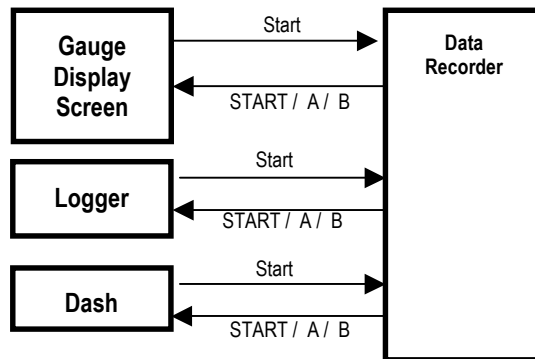 Gauge
Display
Screen
Start
START / A / B
Data
Recorder
Logger
Start
START / A / B
Dash
Start
START / A / B